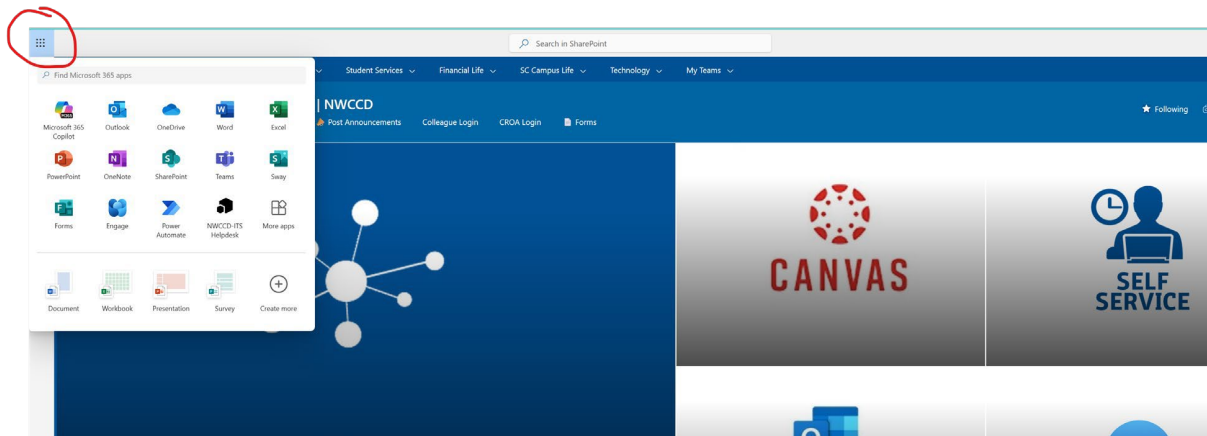 Search in SharePoint
Find Microsoft 365 apps
Student Services Financial Life SC Campus Life Technology My Teams
| NWCCD
Following
Post Announcements Colleague Login CROA Login Forms
M365
Microsoft 365 Copilot Outlook OneDrive Word Excel
PowerPoint OneNote SharePoint Teams Sway
Forms Engage Power Automate NWCCD-ITS Helpdesk More apps
Document Workbook Presentation Survey Create more
CANVAS
SELF
SERVICE